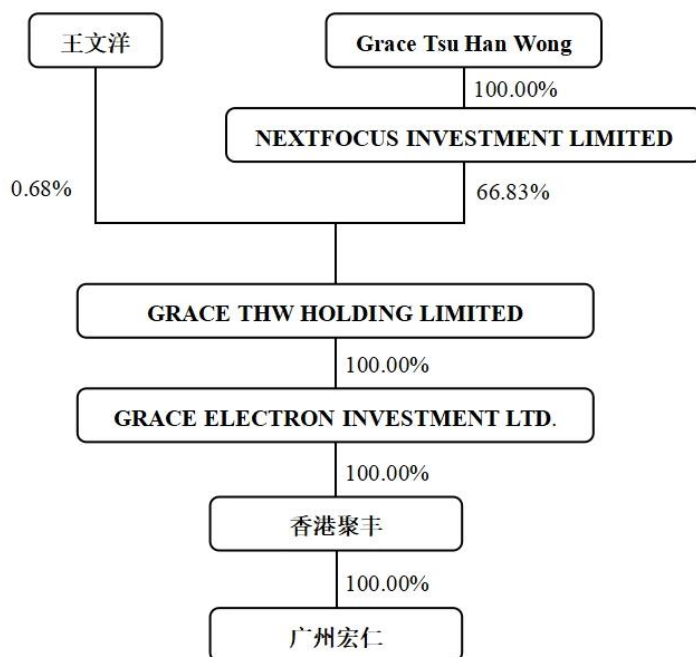 王文洋
Grace Tsu Han Wong
100.00%
NEXTFOCUS INVESTMENT LIMITED
0.68%
66.83%
GRACE THW HOLDING LIMITED
100.00%
GRACE ELECTRON INVESTMENT LTD.
100.00%
香港聚丰
100.00%
广州宏仁